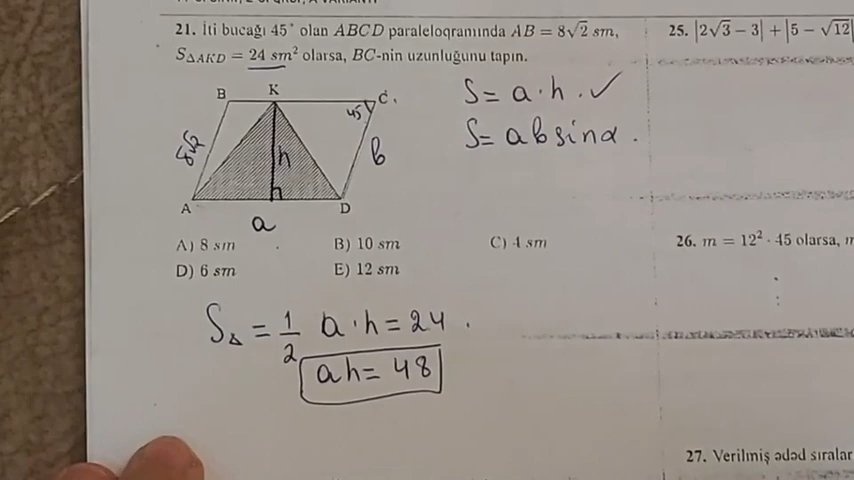 21. İti bucağı 45° olan ABCD paraleloqramında AB = 8√2 sm,
S△AKD = 24 sm² olarsa, BC-nin uzunluğunu tapın.
B K C
45°
8√2 h b
A D
a
S = a · h . ✓
S = a b sinα .
A) 8 sm B) 10 sm C) 4 sm
D) 6 sm E) 12 sm
S△ = 1/2 a · h = 24 .
ah = 48
25. |2√3 − 3| + |5 − √12|
26. m = 12² · 45 olarsa,
27. Verilmiş ədəd sıralar